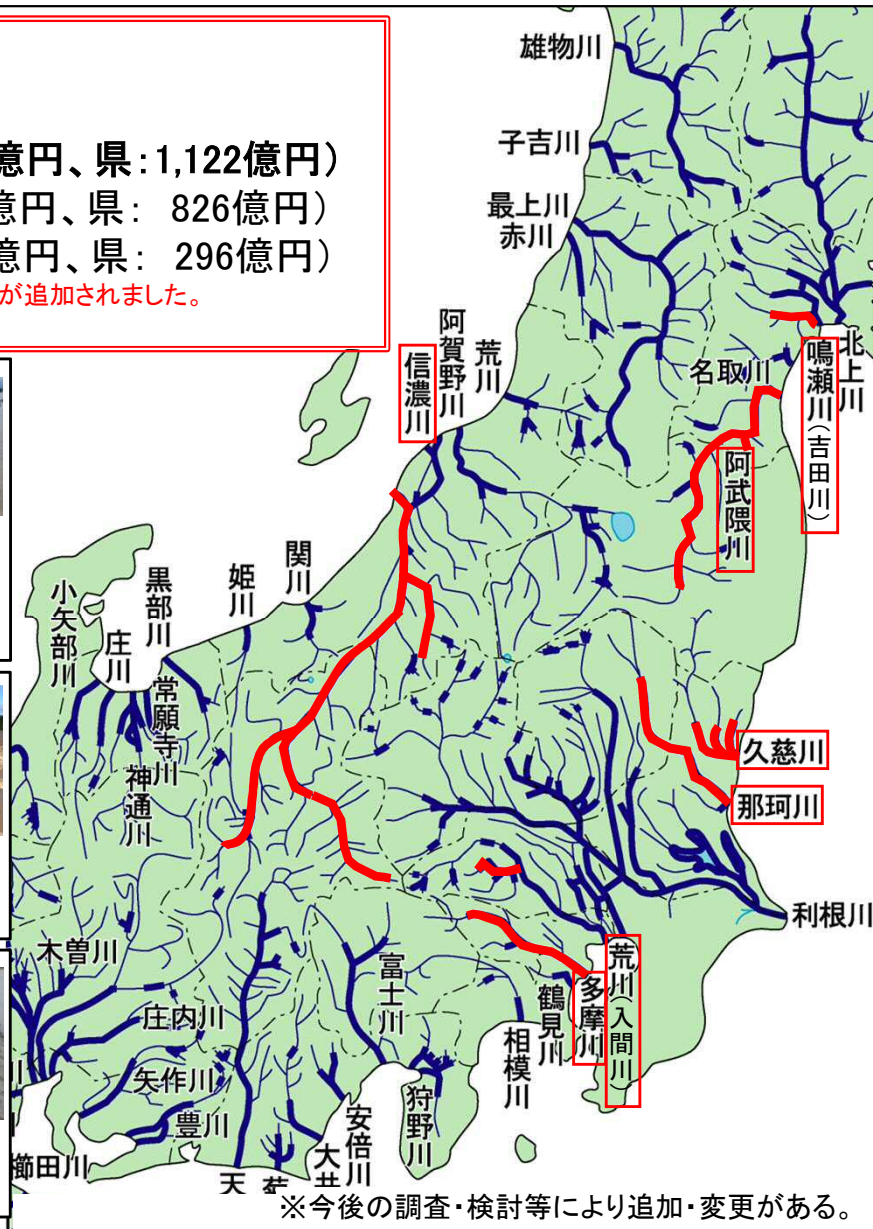 億円、県:1,122億円)
億円、県: 826億円)
億円、県: 296億円)
が追加されました。
雄物川
子吉川
最上川
赤川
荒川
阿賀野川
信濃川
名取川
北上川
鳴瀬川(吉田川)
阿武隈川
関川
姫川
黒部川
常願寺川
神通川
庄川
小矢部川
久慈川
那珂川
利根川
荒川(入間川)
多摩川
鶴見川
相模川
富士川
狩野川
安倍川
木曽川
庄内川
矢作川
豊川
櫛田川
天
※今後の調査・検討等により追加・変更がある。